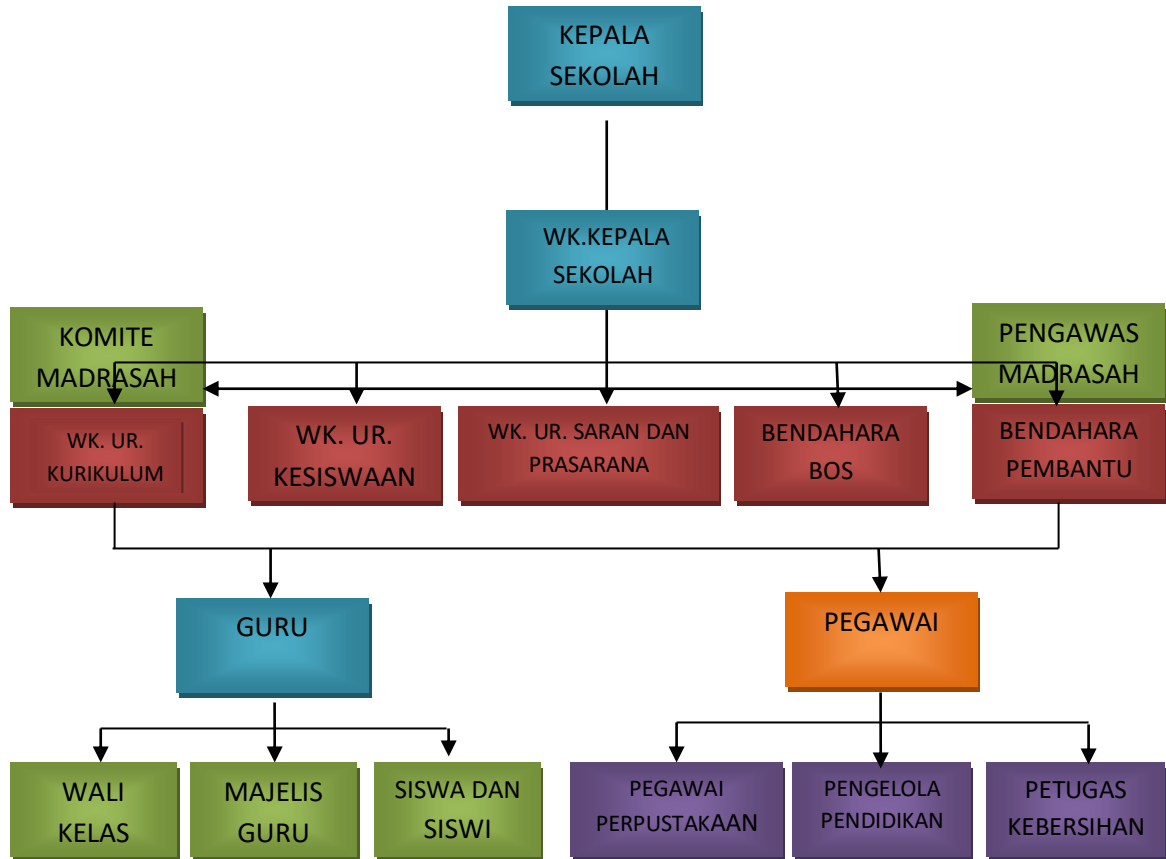 KEPALA
SEKOLAH
WK.KEPALA
SEKOLAH
KOMITE
MADRASAH
PENGAWAS
MADRASAH
WK. UR.
KURIKULUM
WK. UR.
KESISWAAN
WK. UR. SARAN DAN
PRASARANA
BENDAHARA
BOS
BENDAHARA
PEMBANTU
GURU
PEGAWAI
WALI
KELAS
MAJELIS
GURU
SISWA DAN
SISWI
PEGAWAI
PERPUSTAKAAN
PENGELOLA
PENDIDIKAN
PETUGAS
KEBERSIHAN